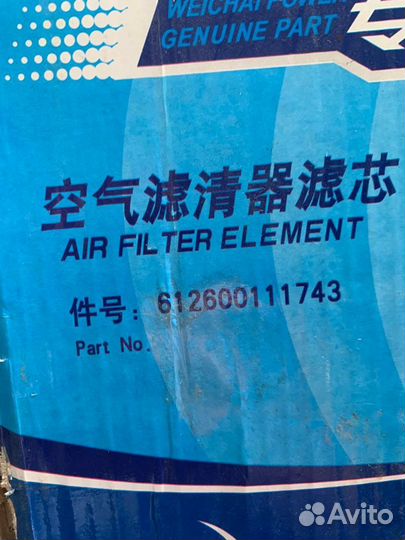 WEICHAI POWER
GENUINE PART
空气滤清器滤芯
AIR FILTER ELEMENT
件号: 612600111743
Part No.
Avito